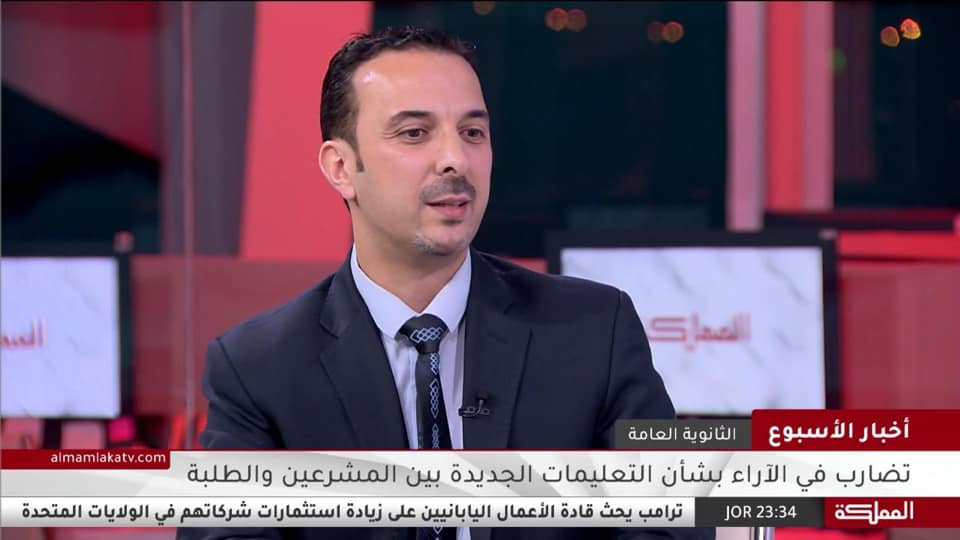 المملكة
أخبار الأسبوع
الثانوية العامة
almamlakatv.com
تضارب في الآراء بشأن التعليمات الجديدة بين المشرعين والطلبة
المملكة
JOR 23:34
ترامب يحث قادة الأعمال اليابانيين على زيادة استثمارات شركاتهم في الولايات المتحدة